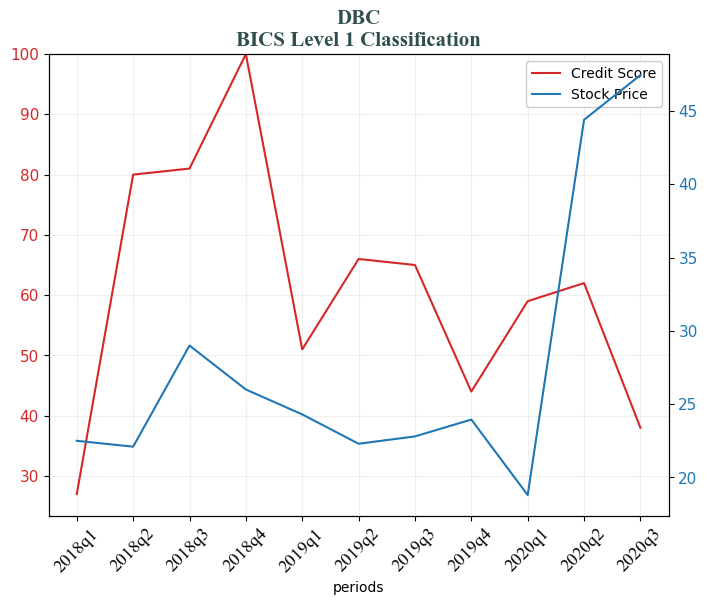 DBC
BICS Level 1 Classification
100
90
80
70
60
50
40
30
Credit Score
Stock Price
45
40
35
30
25
20
2018q1 2018q2 2018q3 2018q4 2019q1 2019q2 2019q3 2019q4 2020q1 2020q2 2020q3
periods